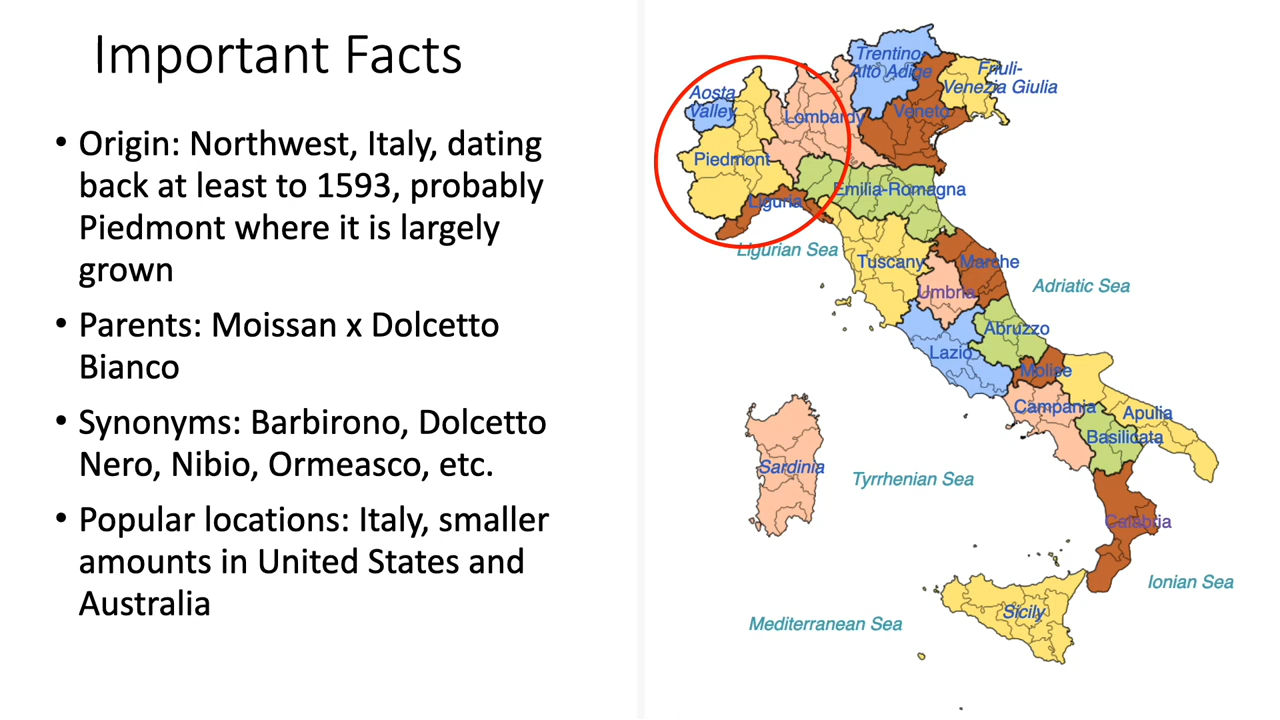 Important Facts
• Origin: Northwest, Italy, dating
back at least to 1593, probably
Piedmont where it is largely
grown
• Parents: Moissan x Dolcetto
Bianco
• Synonyms: Barbirono, Dolcetto
Nero, Nibio, Ormeasco, etc.
• Popular locations: Italy, smaller
amounts in United States and
Australia
Trentino-
Alto Adige
Friuli-
Venezia Giulia
Aosta
Valley
Lombardy
Veneto
Piedmont
Emilia-Romagna
Liguria
Ligurian Sea
Tuscany
Marche
Adriatic Sea
Umbria
Abruzzo
Lazio
Molise
Campania
Apulia
Basilicata
Sardinia
Tyrrhenian Sea
Calabria
Ionian Sea
Sicily
Mediterranean Sea